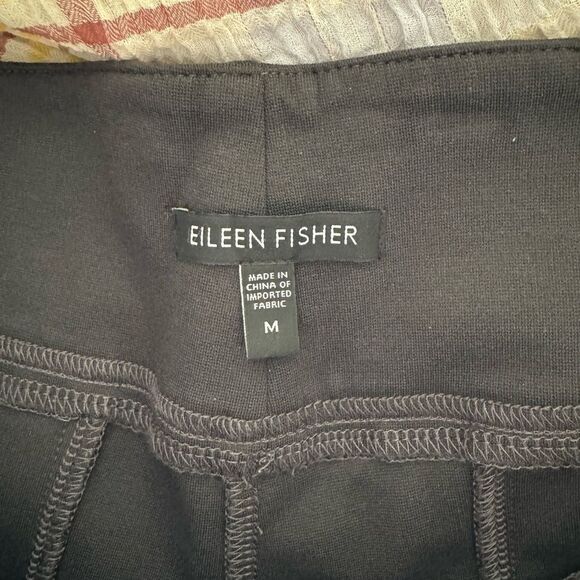 EILEEN FISHER
MADE IN
CHINA OF
IMPORTED
FABRIC
M